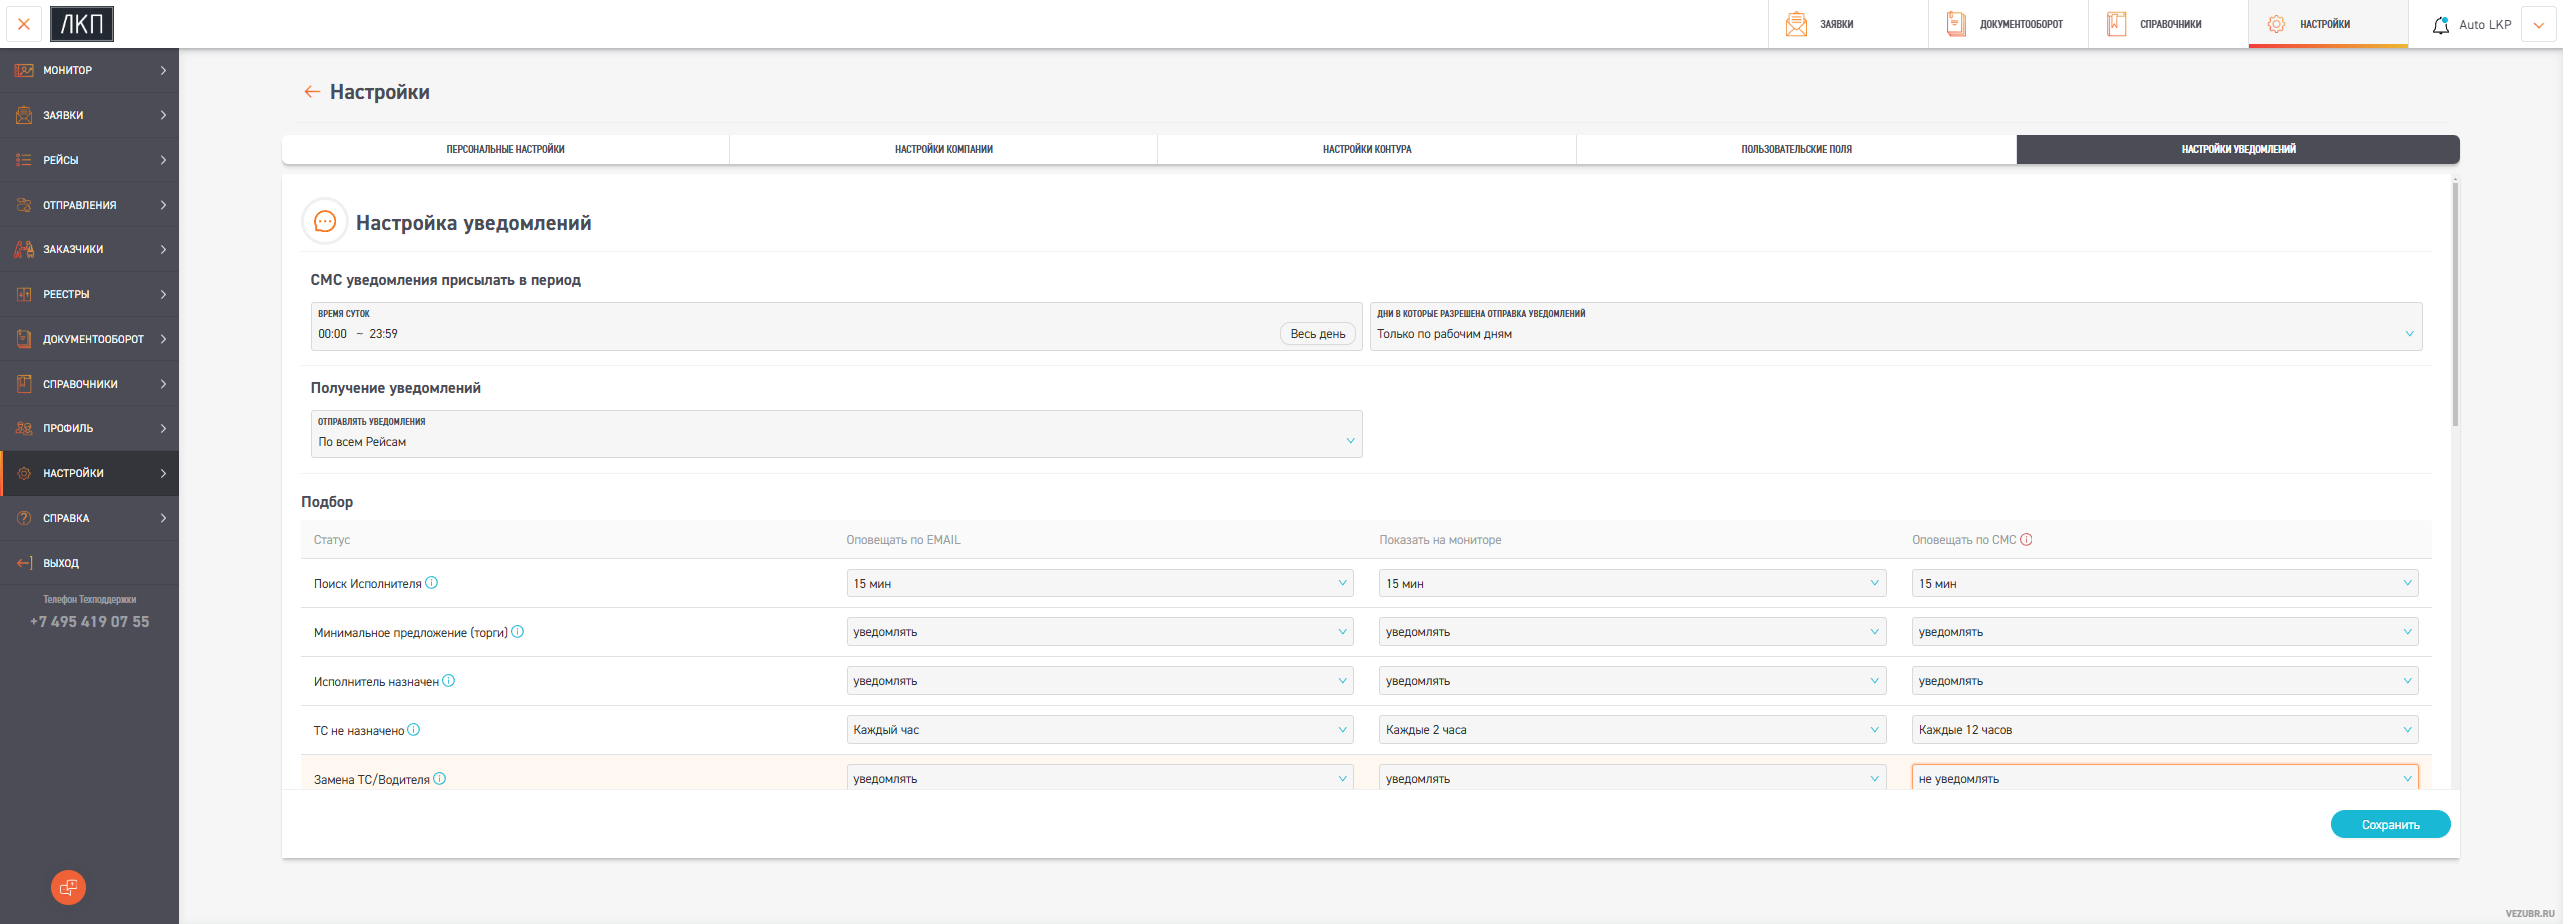 ЛКП
ЗАЯВКИ
ДОКУМЕНТООБОРОТ
СПРАВОЧНИКИ
НАСТРОЙКИ
Auto LKP
МОНИТОР
ЗАЯВКИ
РЕЙСЫ
ОТПРАВЛЕНИЯ
ЗАКАЗЧИКИ
РЕЕСТРЫ
ДОКУМЕНТООБОРОТ
СПРАВОЧНИКИ
ПРОФИЛЬ
НАСТРОЙКИ
СПРАВКА
ВЫХОД
Телефон Техподдержки
+7 495 419 07 55
Настройки
ПЕРСОНАЛЬНЫЕ НАСТРОЙКИ
НАСТРОЙКИ КОМПАНИИ
НАСТРОЙКИ КОНТУРА
ПОЛЬЗОВАТЕЛЬСКИЕ ПОЛЯ
НАСТРОЙКИ УВЕДОМЛЕНИЙ
Настройка уведомлений
СМС уведомления присылать в период
ВРЕМЯ СУТОК
00:00 ~ 23:59
Весь день
ДНИ В КОТОРЫЕ РАЗРЕШЕНА ОТПРАВКА УВЕДОМЛЕНИЙ
Только по рабочим дням
Получение уведомлений
ОТПРАВЛЯТЬ УВЕДОМЛЕНИЯ
По всем Рейсам
Подбор
Статус Оповещать по EMAIL Показать на мониторе Оповещать по СМС
Поиск Исполнителя 15 мин 15 мин 15 мин
Минимальное предложение (торги) уведомлять уведомлять уведомлять
Исполнитель назначен уведомлять уведомлять уведомлять
ТС не назначено Каждый час Каждые 2 часа Каждые 12 часов
Замена ТС/Водителя уведомлять уведомлять не уведомлять
Сохранить
VEZUBR.RU